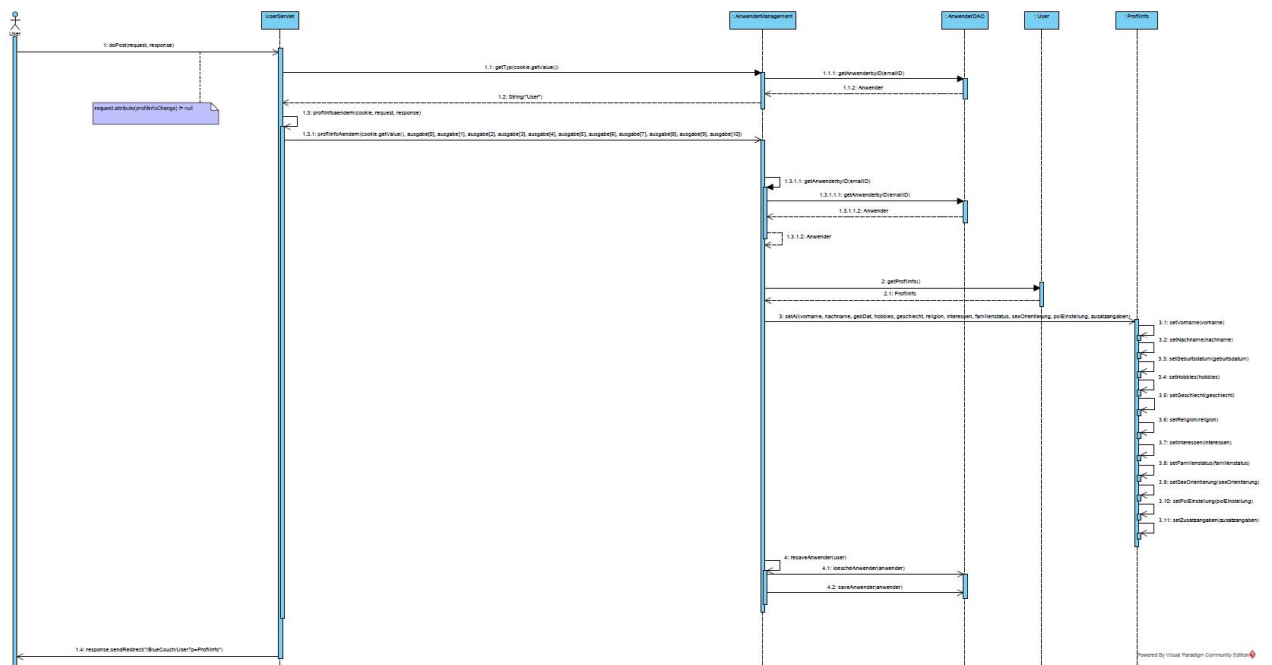 User
UserServlet
: AnwenderManagement
: AnwenderDAO
: User
: ProfilInfo
1: doPost(request, response)
request.attribute(profilInfoChange) != null
1.1: getTyp(cookie.getValue())
1.1.1: getAnwenderbyID(emailID)
1.1.2: Anwender
1.2: String("User")
1.3: profilInfoaendern(cookie, request, response)
1.3.1: profilInfoAendern(cookie.getValue(), ausgabe[0], ausgabe[1], ausgabe[2], ausgabe[3], ausgabe[4], ausgabe[5], ausgabe[6], ausgabe[7], ausgabe[8], ausgabe[9], ausgabe[10])
1.3.1.1: getAnwenderbyID(emailID)
1.3.1.1.1: getAnwenderbyID(emailID)
1.3.1.1.2: Anwender
1.3.1.2: Anwender
2: getProfilInfo()
2.1: ProfilInfo
3: setAll(vorname, nachname, gebDat, hobbies, geschlecht, religion, interessen, familienstatus, sexOrientierung, polEinstellung, zusatzangaben)
3.1: setVorname(vorname)
3.2: setNachname(nachname)
3.3: setGeburtsdatum(geburtsdatum)
3.4: setHobbies(hobbies)
3.5: setGeschlecht(geschlecht)
3.6: setReligion(religion)
3.7: setInteressen(interessen)
3.8: setFamilienstatus(familienstatus)
3.9: setSexOrientierung(sexOrientierung)
3.10: setPolEinstellung(polEinstellung)
3.11: setZusatzangaben(zusatzangaben)
4: resaveAnwender(user)
4.1: loescheAnwender(anwender)
4.2: saveAnwender(anwender)
1.4: response.sendRedirect("/BlueCouch/User?p=ProfilInfo")
Powered By Visual Paradigm Community Edition